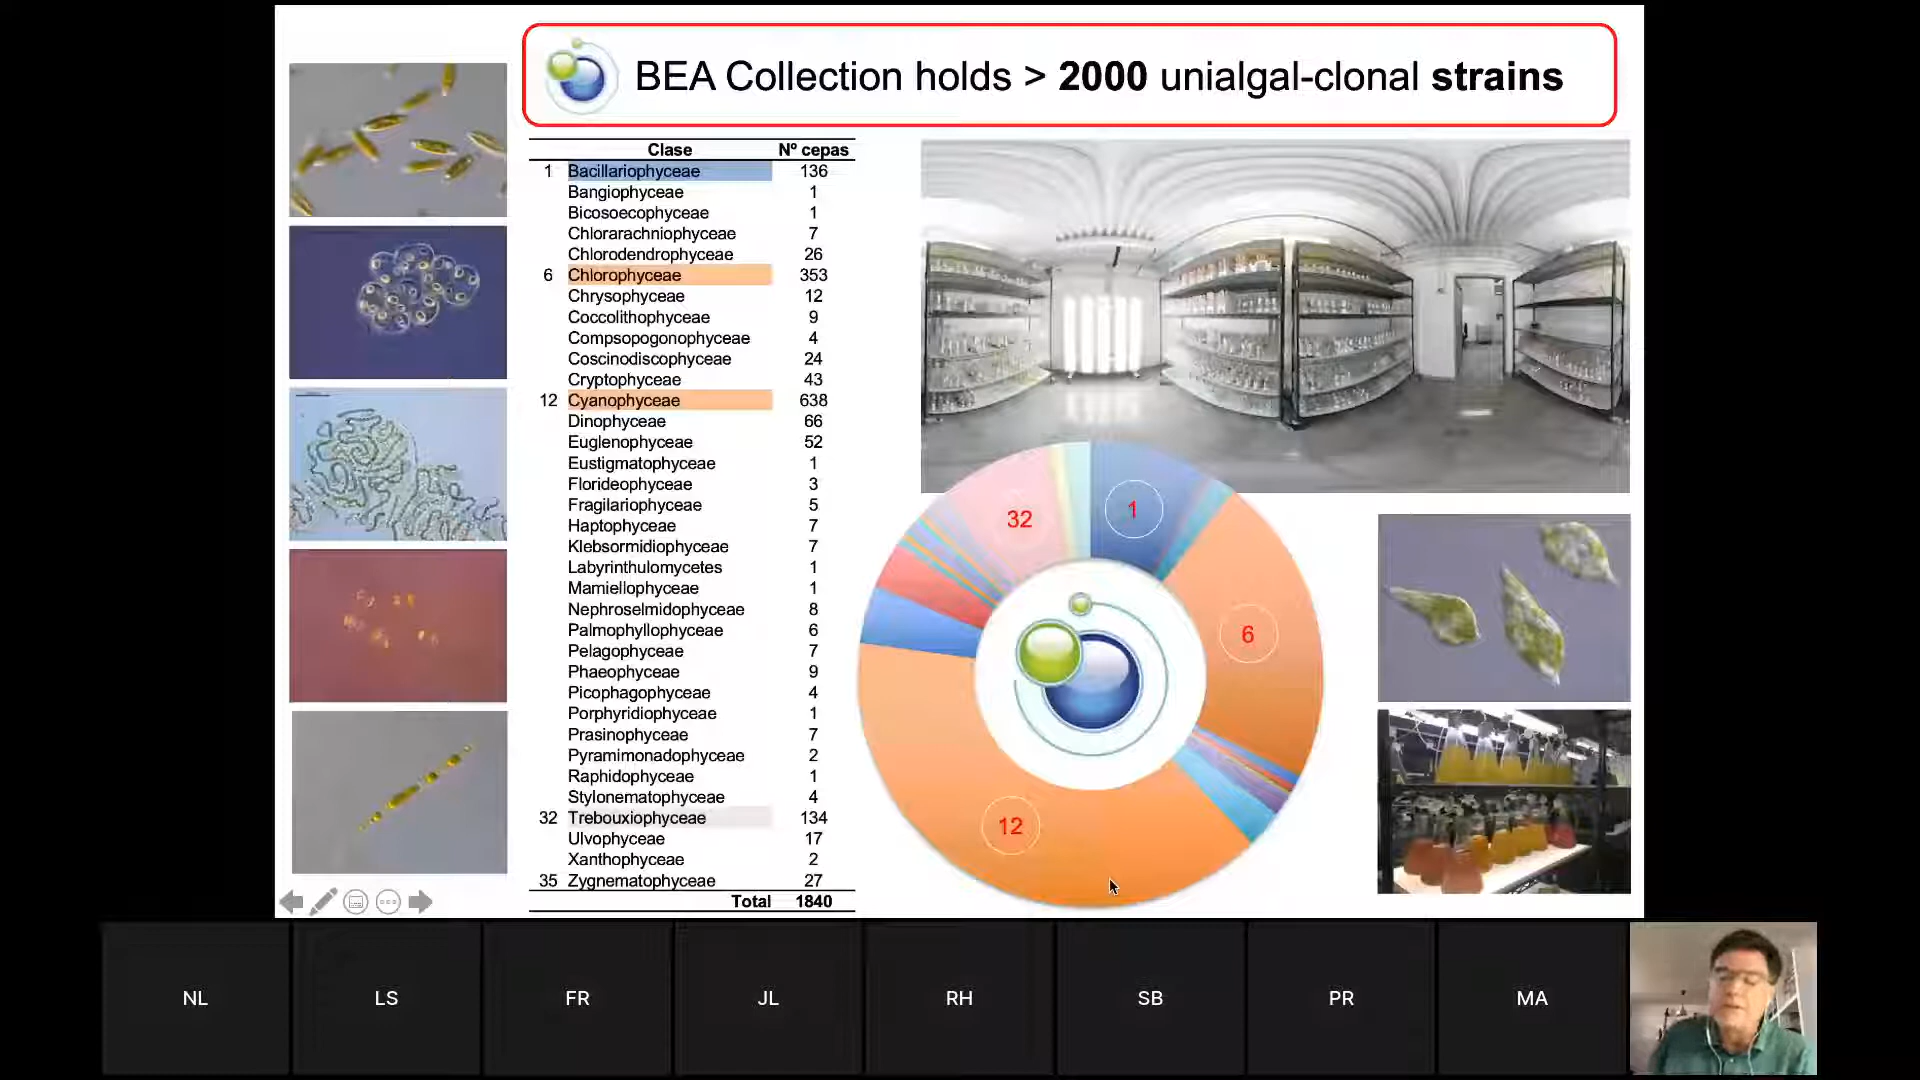 BEA Collection holds > 2000 unialgal-clonal strains
Clase Nº cepas
1 Bacillariophyceae 136
Bangiophyceae 1
Bicosoecophyceae 1
Chlorarachniophyceae 7
Chlorodendrophyceae 26
6 Chlorophyceae 353
Chrysophyceae 12
Coccolithophyceae 9
Compsopogonophyceae 4
Coscinodiscophyceae 24
Cryptophyceae 43
12 Cyanophyceae 638
Dinophyceae 66
Euglenophyceae 52
Eustigmatophyceae 1
Florideophyceae 3
Fragilariophyceae 5
Haptophyceae 7
Klebsormidiophyceae 7
Labyrinthulomycetes 1
Mamiellophyceae 1
Nephroselmidophyceae 8
Palmophyllophyceae 6
Pelagophyceae 7
Phaeophyceae 9
Picophagophyceae 4
Porphyridiophyceae 1
Prasinophyceae 7
Pyramimonadophyceae 2
Raphidophyceae 1
Stylonematophyceae 4
32 Trebouxiophyceae 134
Ulvophyceae 17
Xanthophyceae 2
35 Zygnematophyceae 27
Total 1840
32
1
6
12
NL
LS
FR
JL
RH
SB
PR
MA